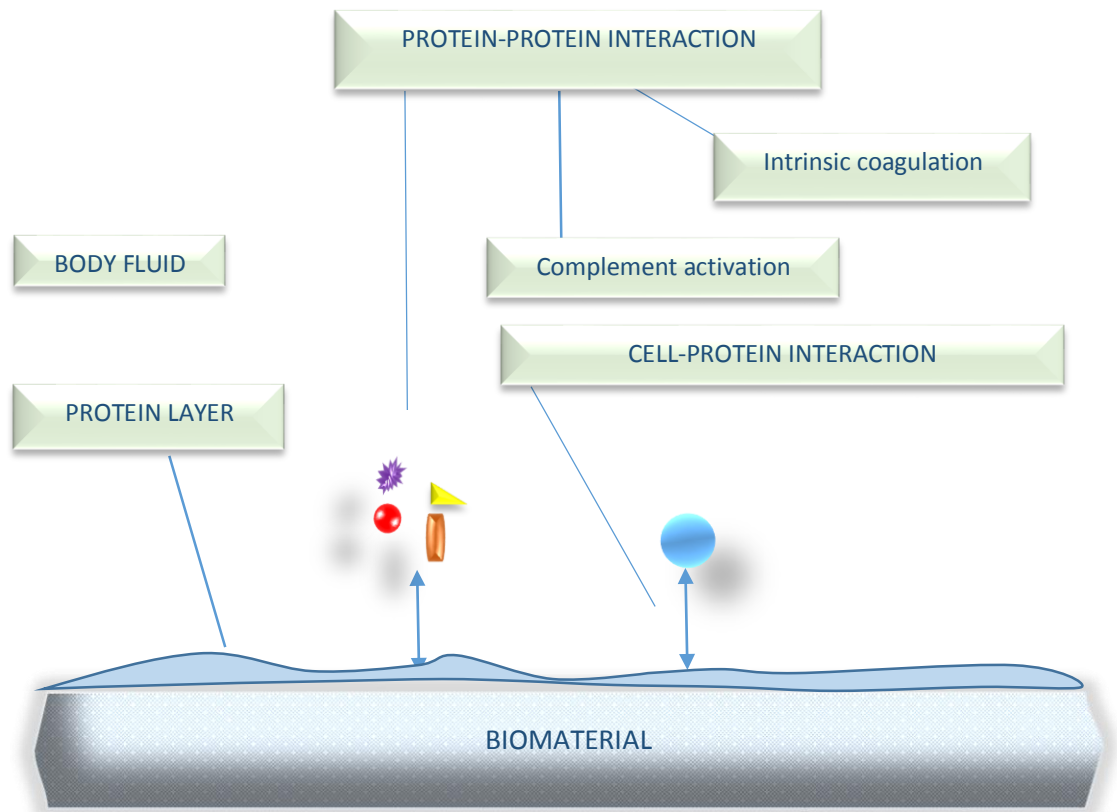 PROTEIN-PROTEIN INTERACTION
Intrinsic coagulation
BODY FLUID
Complement activation
CELL-PROTEIN INTERACTION
PROTEIN LAYER
BIOMATERIAL